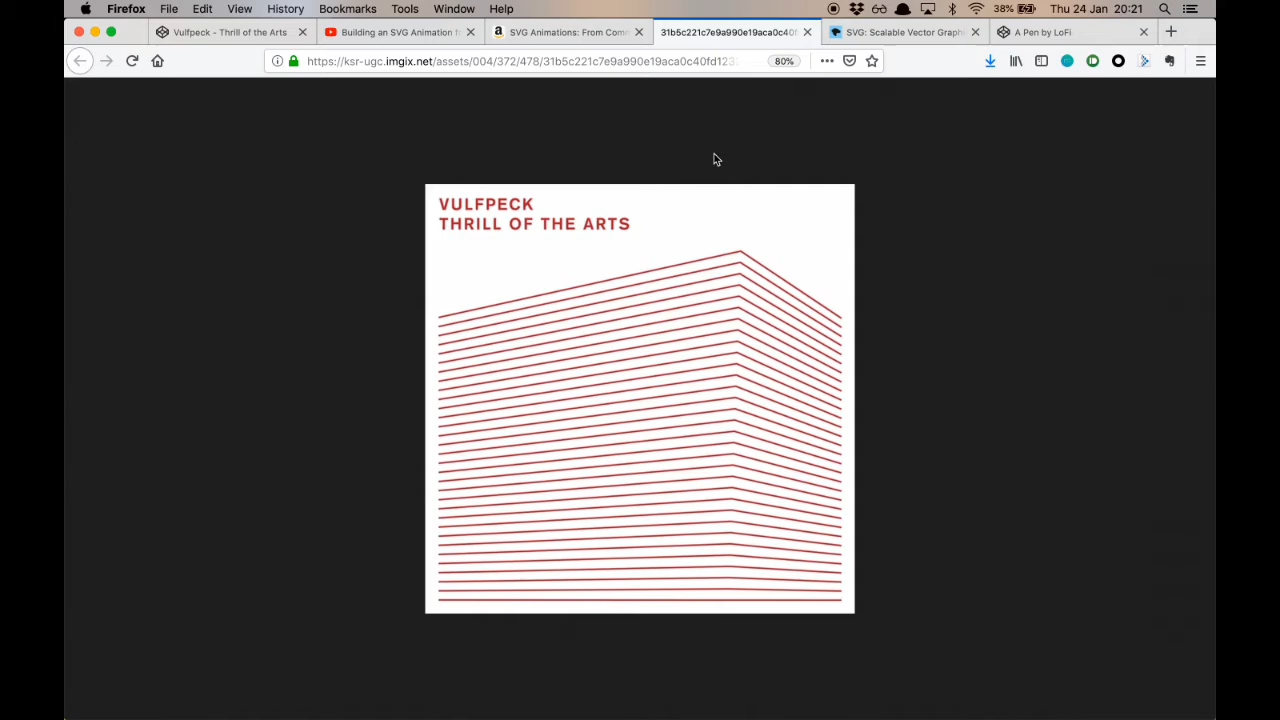 Firefox File Edit View History Bookmarks Tools Window Help 38% Thu 24 Jan 20:21
Vulfpeck - Thrill of the Arts
Building an SVG Animation f
SVG Animations: From Com
31b5c221c7e9a990e19aca0c40f
SVG: Scalable Vector Graph
A Pen by LoFi
https://ksr-ugc.imgix.net/assets/004/372/478/31b5c221c7e9a990e19aca0c40fd123 80%
VULFPECK
THRILL OF THE ARTS